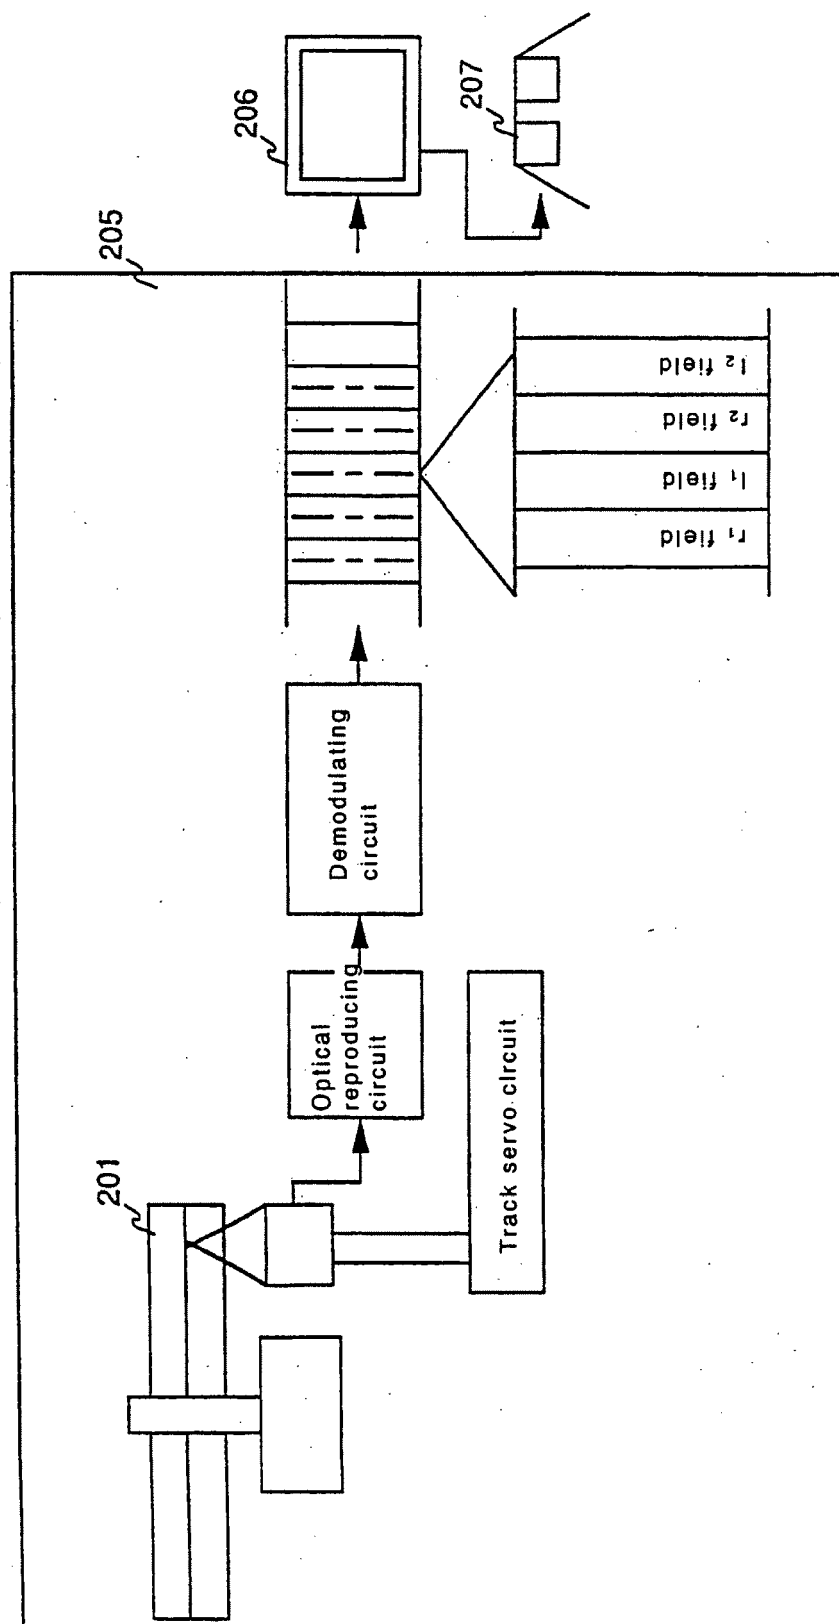 201
Optical
reproducing
circuit
Track servo circuit
Demodulating
circuit
205
r₁ field
l₁ field
r₂ field
l₂ field
206
207